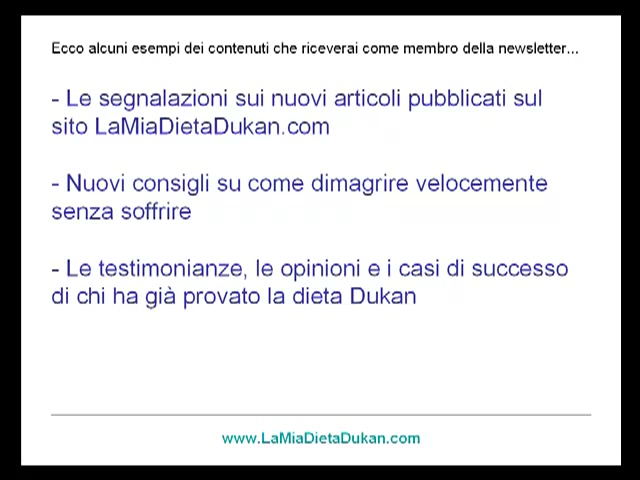 Ecco alcuni esempi dei contenuti che riceverai come membro della newsletter...
- Le segnalazioni sui nuovi articoli pubblicati sul
sito LaMiaDietaDukan.com
- Nuovi consigli su come dimagrire velocemente
senza soffrire
- Le testimonianze, le opinioni e i casi di successo
di chi ha già provato la dieta Dukan
www.LaMiaDietaDukan.com